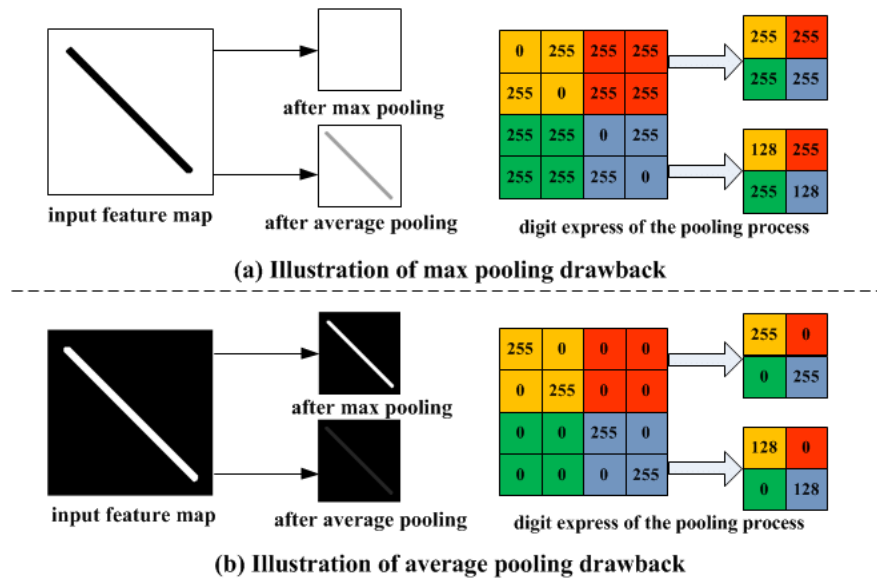 0 255 255 255
255 0 255 255
255 255 0 255
255 255 255 0
255 255
255 255
after max pooling
128 255
255 128
input feature map
after average pooling
digit express of the pooling process
(a) Illustration of max pooling drawback
255 0 0 0
0 255 0 0
0 0 255 0
0 0 0 255
255 0
0 255
after max pooling
128 0
0 128
input feature map
after average pooling
digit express of the pooling process
(b) Illustration of average pooling drawback